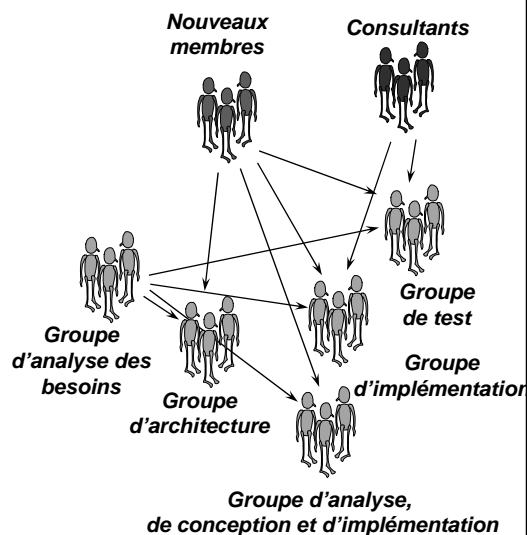 Nouveaux
membres
Consultants
Groupe
de test
Groupe
d'analyse des
besoins
Groupe
d'implémentation
Groupe
d'architecture
Groupe d'analyse,
de conception et d'implémentation